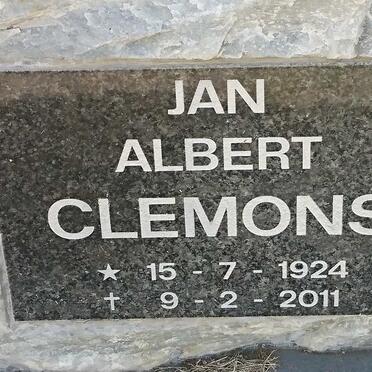 JAN
ALBERT
CLEMONS
★ 15 - 7 - 1924
† 9 - 2 - 2011